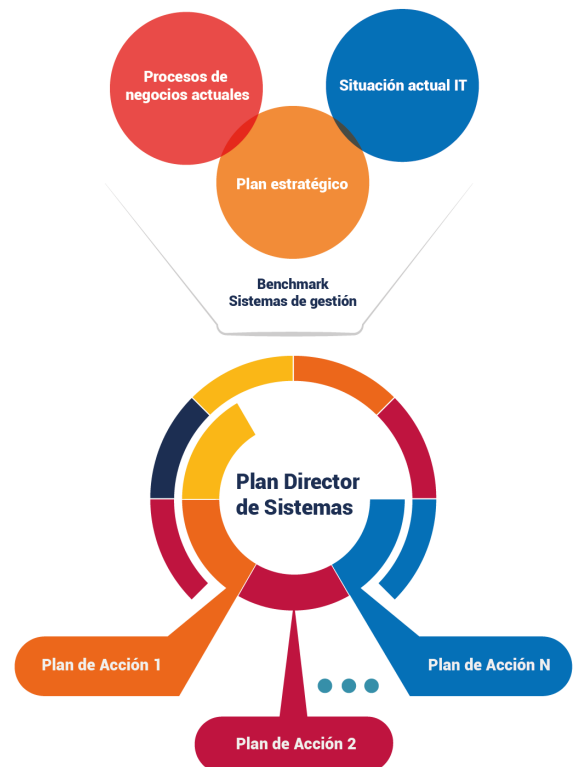 Procesos de
negocios actuales
Situación actual IT
Plan estratégico
Benchmark
Sistemas de gestión
Plan Director
de Sistemas
Plan de Acción 1
Plan de Acción N
Plan de Acción 2